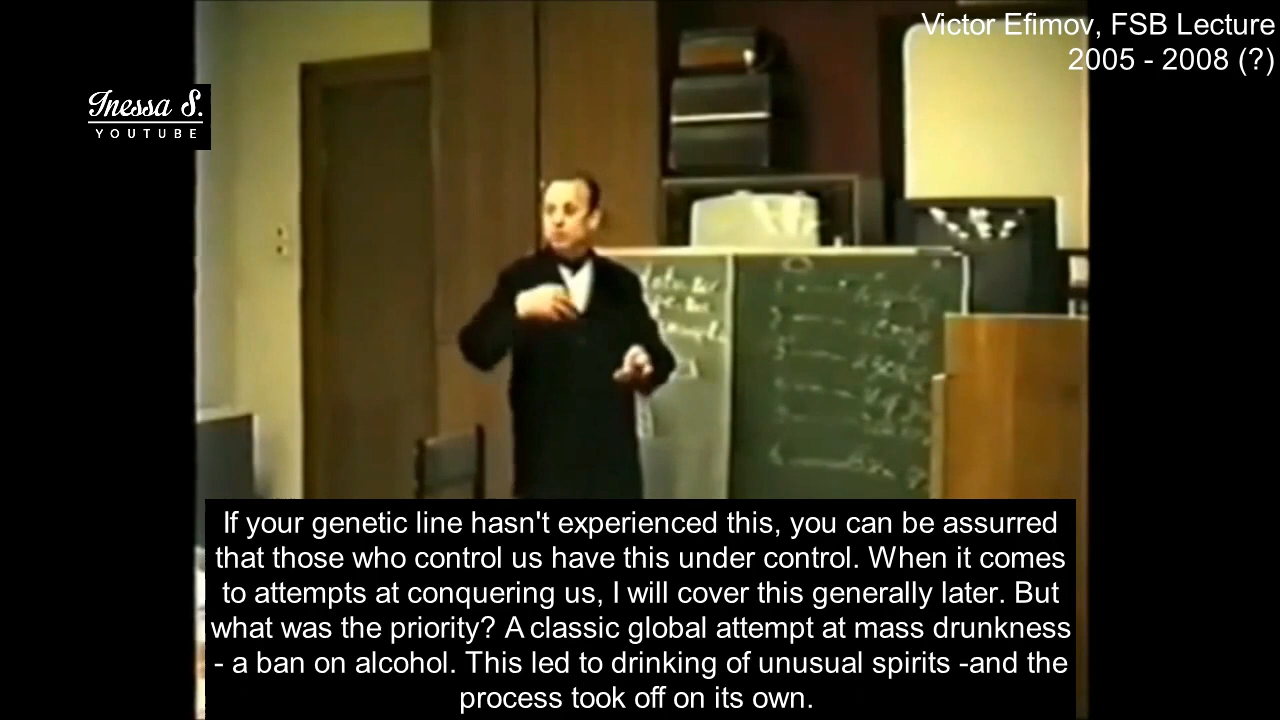 Victor Efimov, FSB Lecture
2005 - 2008 (?)
Inessa S.
YOUTUBE
If your genetic line hasn't experienced this, you can be assurred
that those who control us have this under control. When it comes
to attempts at conquering us, I will cover this generally later. But
what was the priority? A classic global attempt at mass drunkness
- a ban on alcohol. This led to drinking of unusual spirits -and the
process took off on its own.